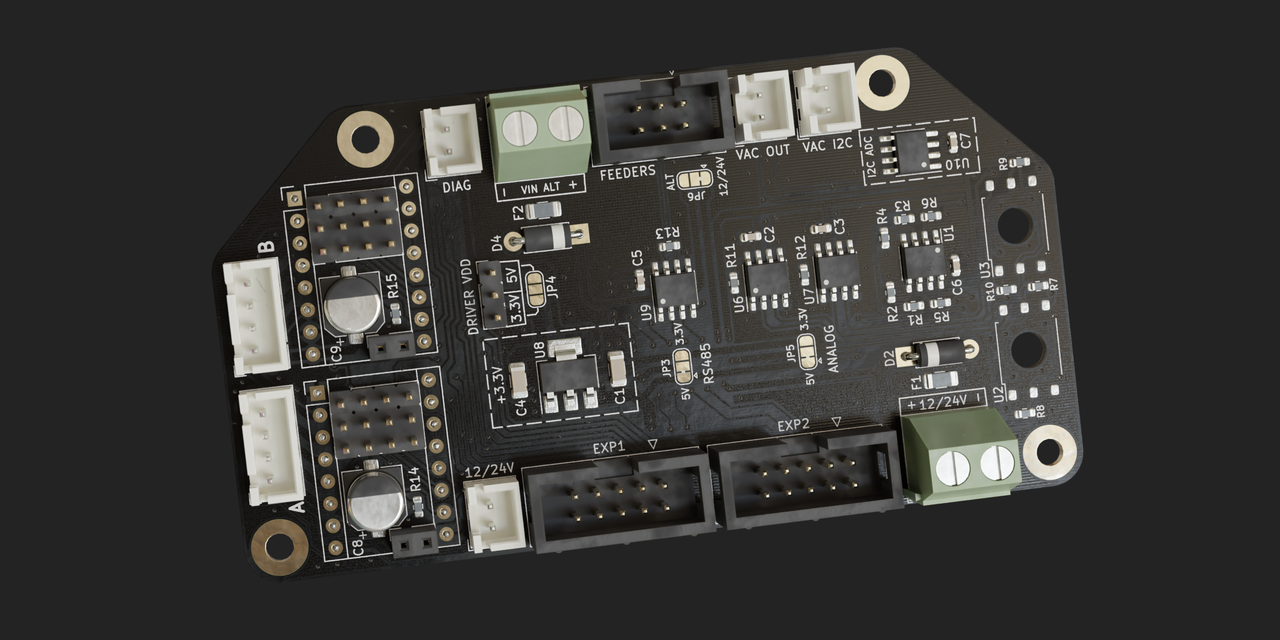 DIAG
VIN ALT +
FEEDERS
VAC OUT
VAC I2C
I2C ADC
C7
U10
R9
ALT
12/24V
JP6
F2
D4
B
DRIVER VDD
5V
3.3V
JP4
R15
C9+
R13
C5
U9
R11
C2
U6
R12
C3
U7
R4
R3
R6
U1
C6
R2
R1
R5
U3
R10
R7
U8
+3.3V
C4
C1
3.3V
JP3
5V
RS485
3.3V
JP5
5V
ANALOG
D2
F1
+ 12/24V -
U2
R8
A
R14
C8+
12/24V
EXP1
EXP2